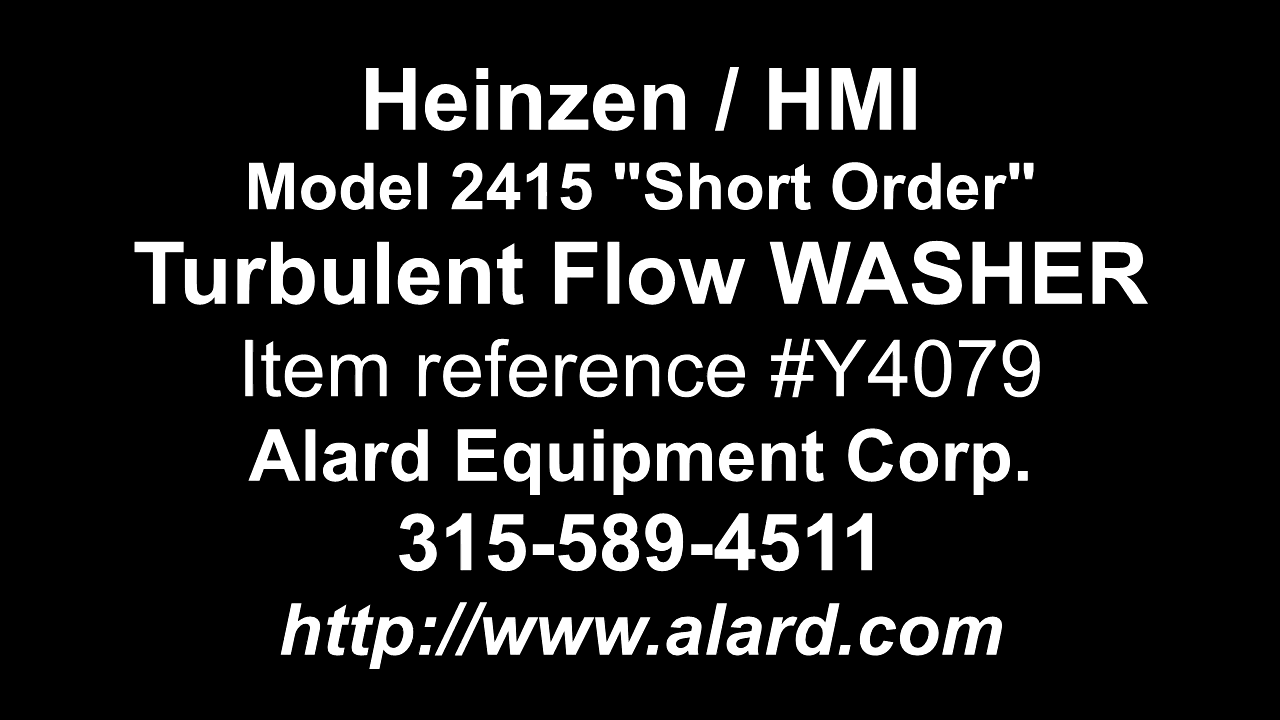 Heinzen / HMI
Model 2415 "Short Order"
Turbulent Flow WASHER
Item reference #Y4079
Alard Equipment Corp.
315-589-4511
http://www.alard.com